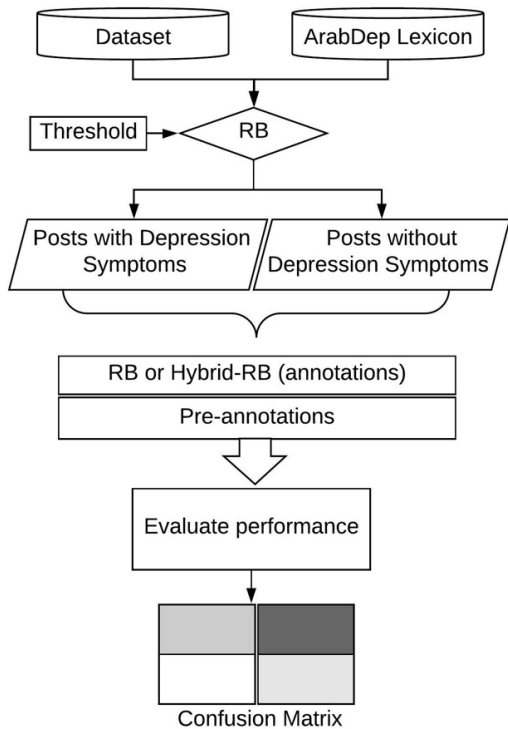 Dataset
ArabDep Lexicon
Threshold
RB
Posts with Depression
Symptoms
Posts without
Depression Symptoms
RB or Hybrid-RB (annotations)
Pre-annotations
Evaluate performance
Confusion Matrix